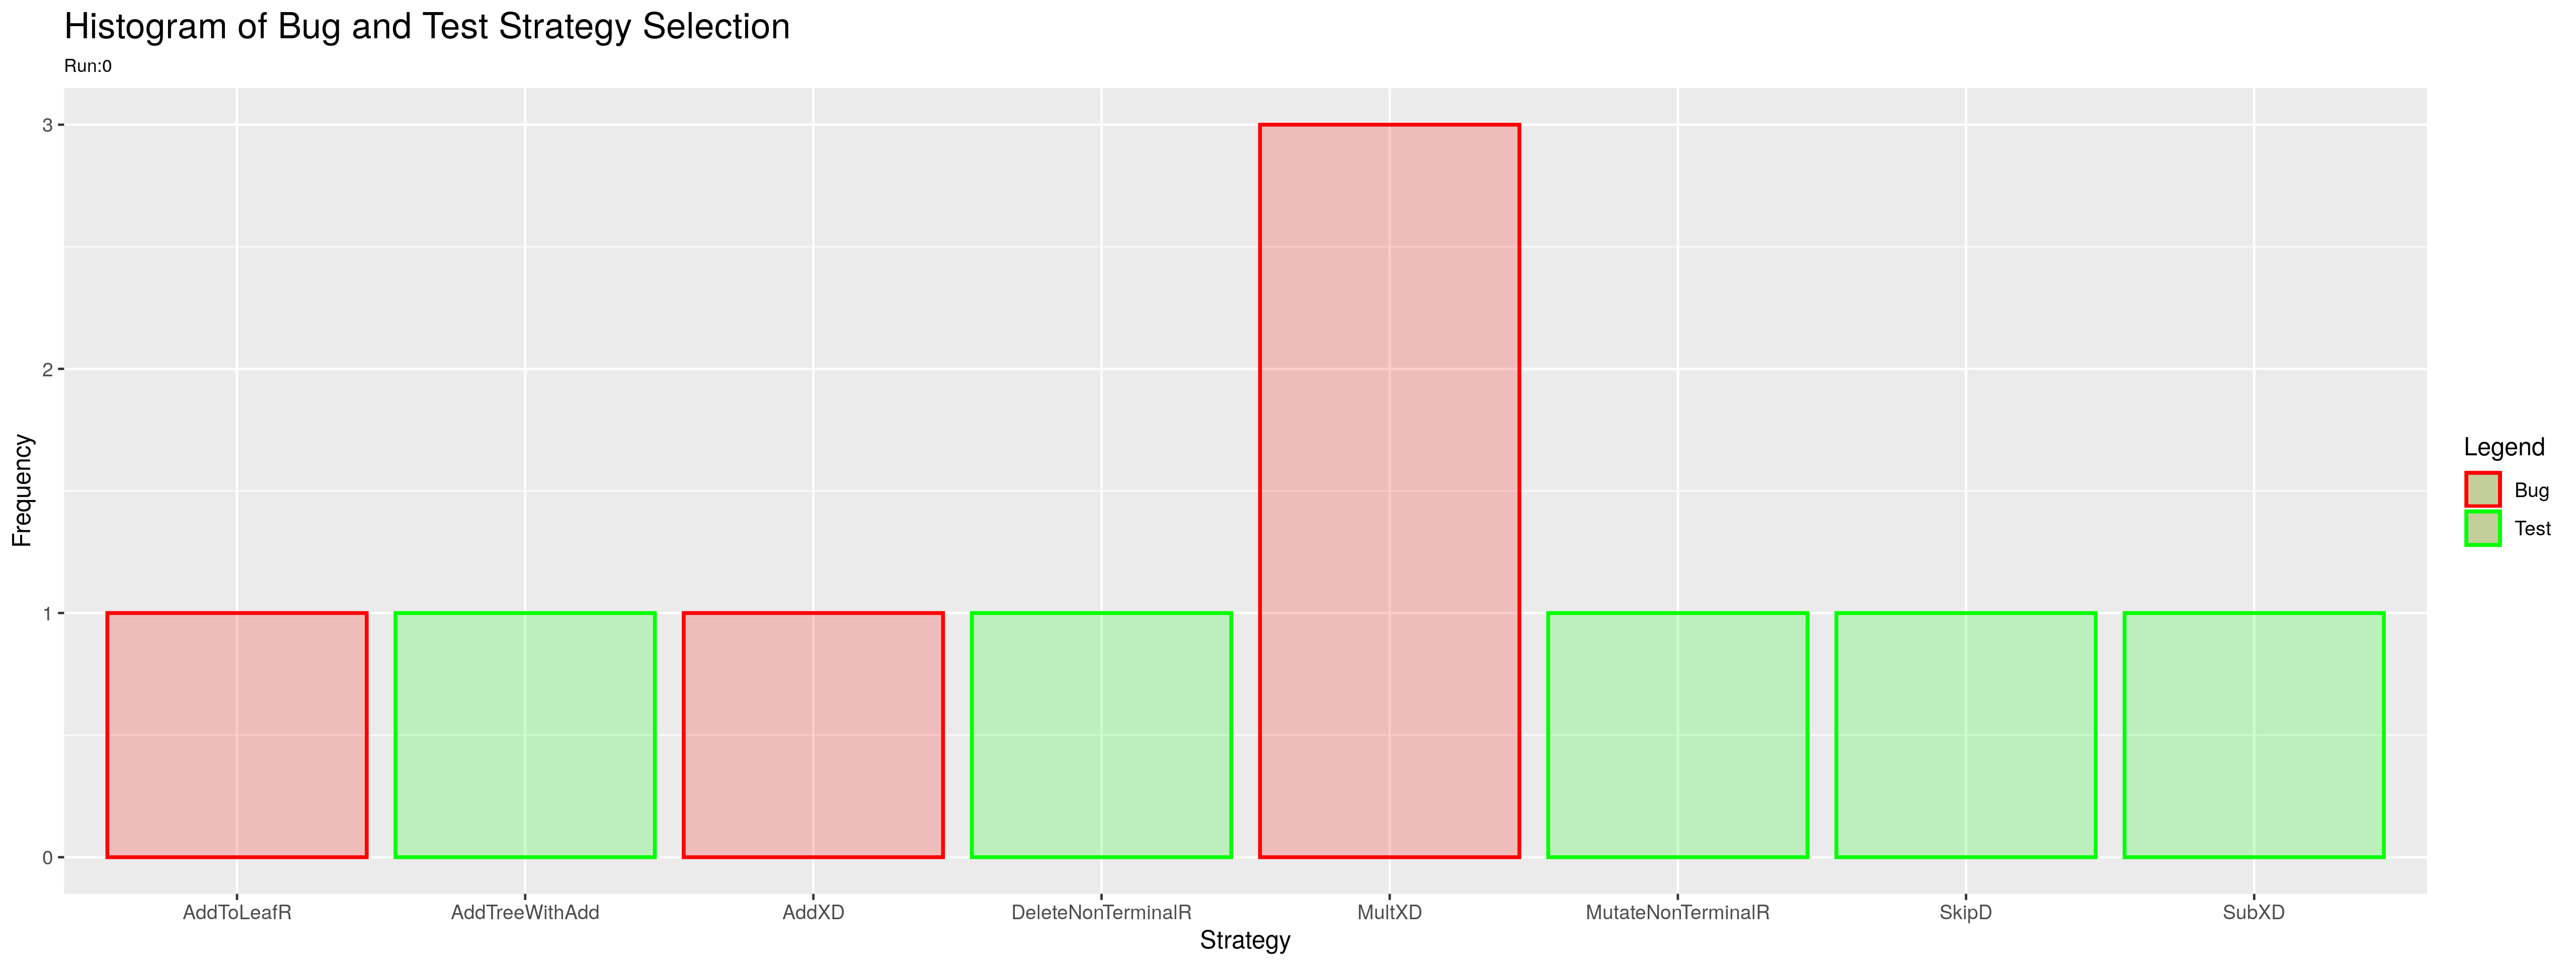 Histogram of Bug and Test Strategy Selection
Run:0
3
2
1
0
Frequency
AddToLeafR AddTreeWithAdd AddXD DeleteNonTerminalR MultXD MutateNonTerminalR SkipD SubXD
Strategy
Legend
Bug
Test